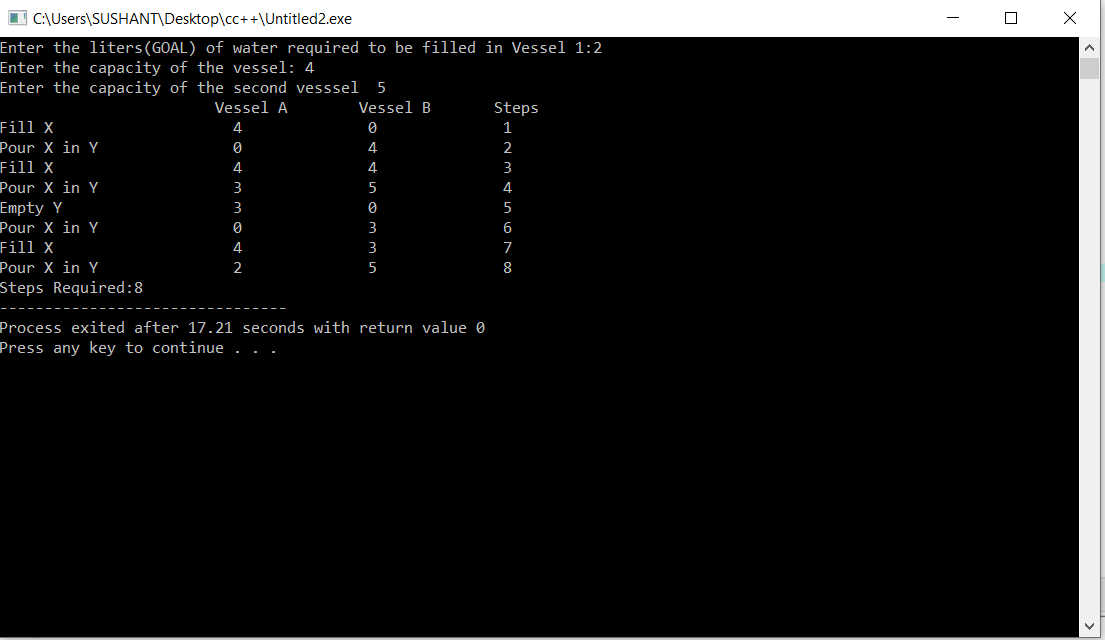 C:\Users\SUSHANT\Desktop\cc++\Untitled2.exe
Enter the liters(GOAL) of water required to be filled in Vessel 1:2
Enter the capacity of the vessel: 4
Enter the capacity of the second vesssel  5
                        Vessel A        Vessel B       Steps
Fill X                    4              0              1
Pour X in Y               0              4              2
Fill X                    4              4              3
Pour X in Y               3              5              4
Empty Y                   3              0              5
Pour X in Y               0              3              6
Fill X                    4              3              7
Pour X in Y               2              5              8
Steps Required:8
--------------------------------
Process exited after 17.21 seconds with return value 0
Press any key to continue . . .